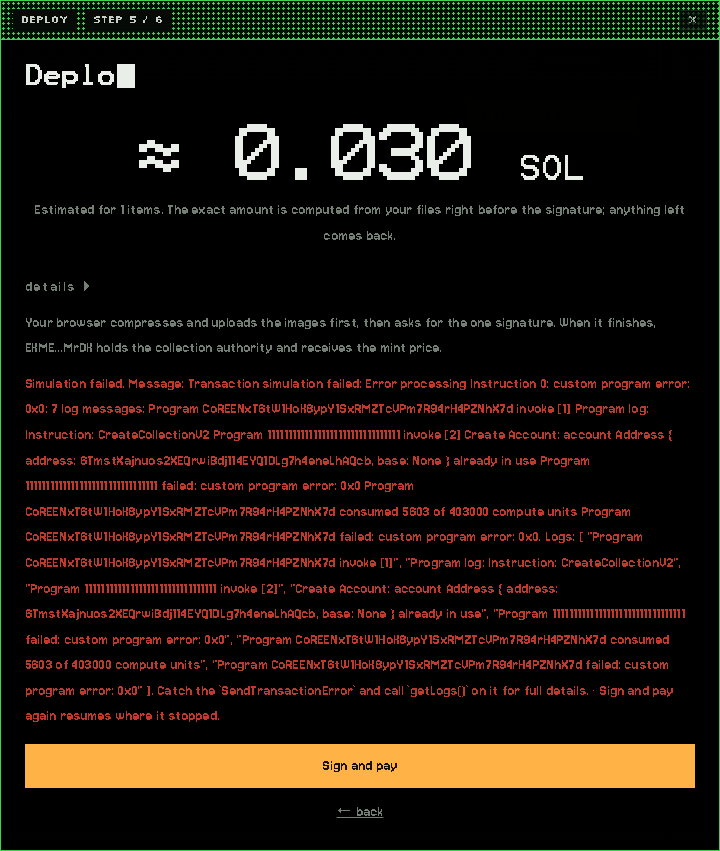 DEPLOY STEP 5 / 6 x
Deplo
≈ 0.030 SOL
Estimated for 1 items. The exact amount is computed from your files right before the signature; anything left
comes back.
details
Your browser compresses and uploads the images first, then asks for the one signature. When it finishes,
EHME...MrDH holds the collection authority and receives the mint price.
Simulation failed. Message: Transaction simulation failed: Error processing Instruction 0: custom program error:
0x0: 7 log messages: Program CoREENxT6tW1HoK8ypY1SxRMZTcVPm7R94rH4PZNhX7d invoke [1] Program log:
Instruction: CreateCollectionV2 Program 11111111111111111111111111111111 invoke [2] Create Account: account Address {
address: 6TmstXajnuos2XEQrwiBdj114EYQ1DLg7h4eneLhAQcb, base: None } already in use Program
11111111111111111111111111111111 failed: custom program error: 0x0 Program
CoREENxT6tW1HoK8ypY1SxRMZTcVPm7R94rH4PZNhX7d consumed 5603 of 403000 compute units Program
CoREENxT6tW1HoK8ypY1SxRMZTcVPm7R94rH4PZNhX7d failed: custom program error: 0x0. Logs: [ "Program
CoREENxT6tW1HoK8ypY1SxRMZTcVPm7R94rH4PZNhX7d invoke [1]", "Program log: Instruction: CreateCollectionV2",
"Program 11111111111111111111111111111111 invoke [2]", "Create Account: account Address { address:
6TmstXajnuos2XEQrwiBdj114EYQ1DLg7h4eneLhAQcb, base: None } already in use", "Program 11111111111111111111111111111111
failed: custom program error: 0x0", "Program CoREENxT6tW1HoK8ypY1SxRMZTcVPm7R94rH4PZNhX7d consumed
5603 of 403000 compute units", "Program CoREENxT6tW1HoK8ypY1SxRMZTcVPm7R94rH4PZNhX7d failed: custom
program error: 0x0" ]. Catch the `SendTransactionError` and call `getLogs()` on it for full details. · Sign and pay
again resumes where it stopped.
Sign and pay
← back